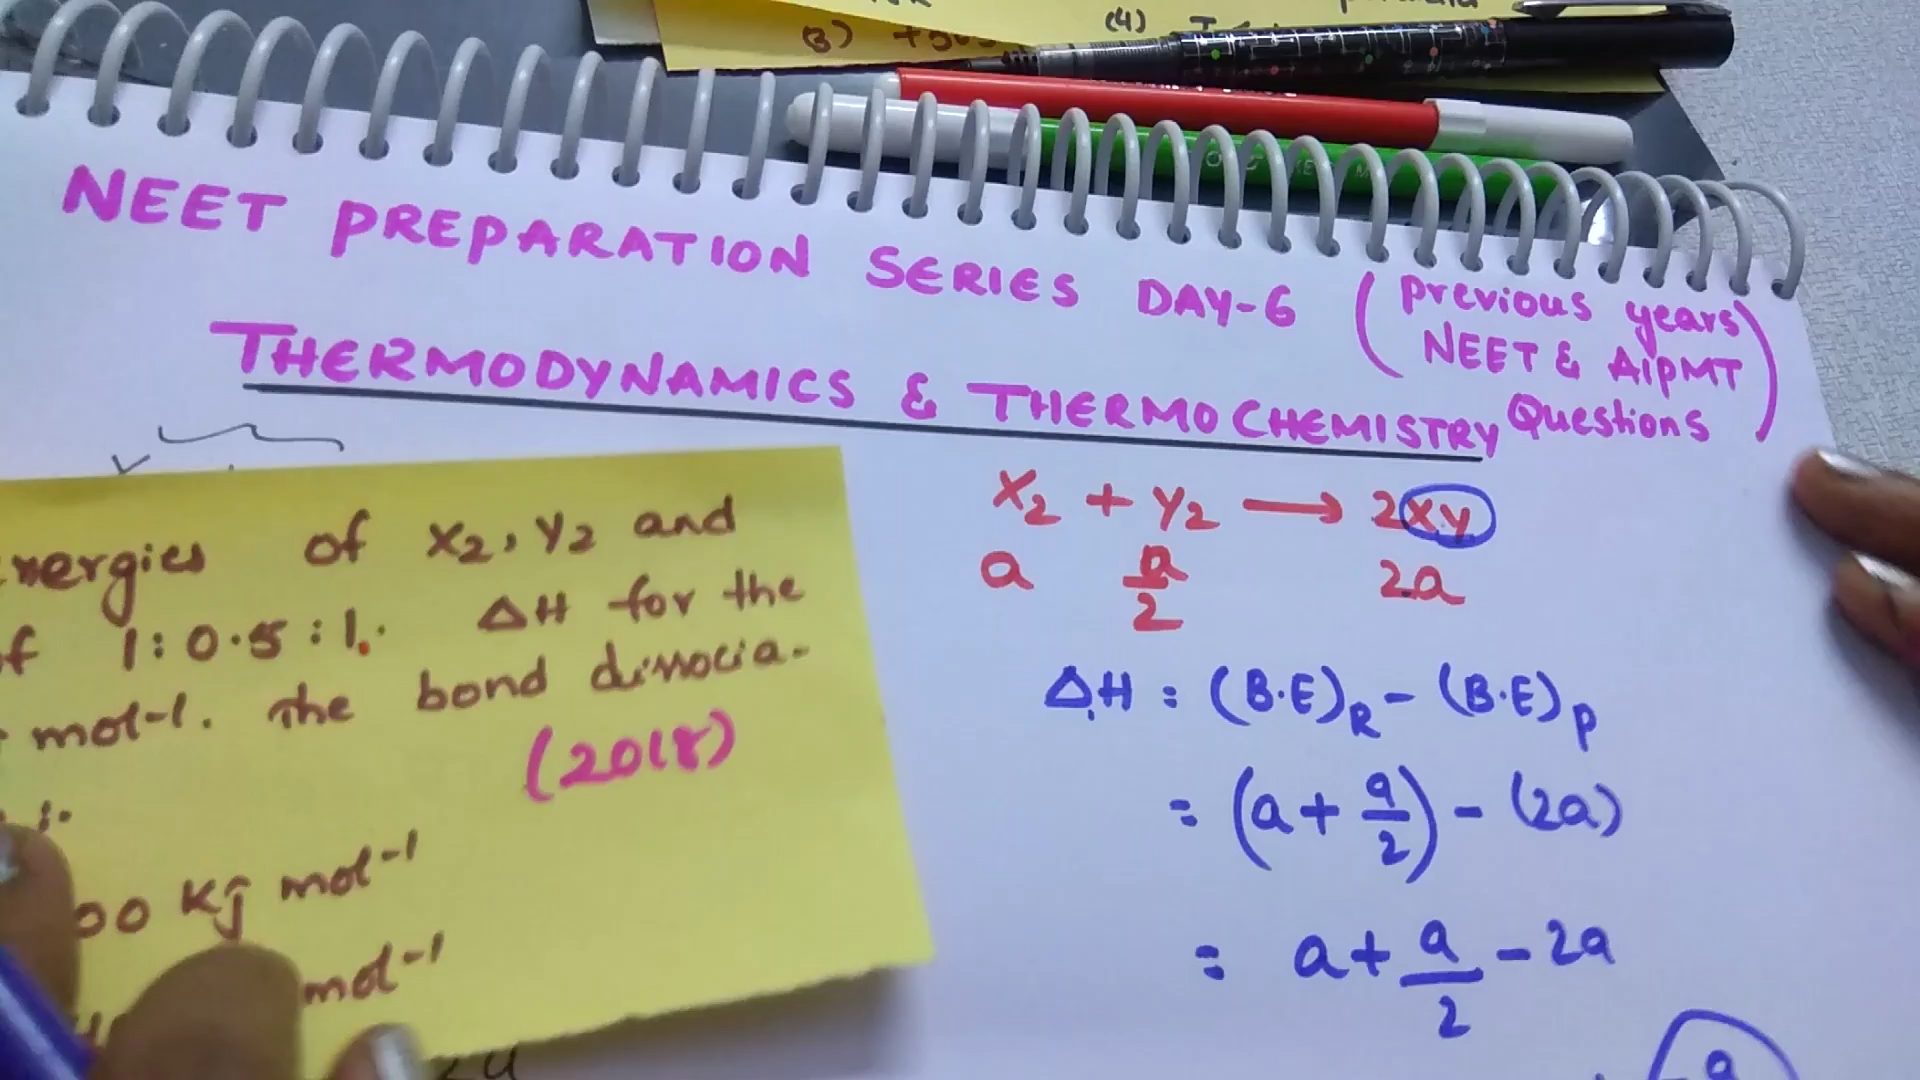 (3) (4)
NEET PREPARATION SERIES DAY-6 (previous years NEET & AIPMT Questions)
THERMODYNAMICS & THERMOCHEMISTRY
of X2, Y2 and
1:0.5:1. ΔH for the
mol-1. The bond dissocia-
(2018)
00 KJ mol-1
mol-1
X2 + Y2 → 2XY
a a/2 2a
ΔH = (B.E)R - (B.E)P
= (a + a/2) - (2a)
= a + a/2 - 2a